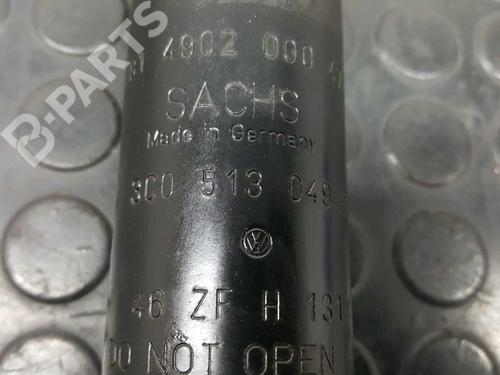 4902 000
SACHS
Made in Germany
3C0 513 049
46 ZF H 131
DO NOT OPEN
B-PARTS